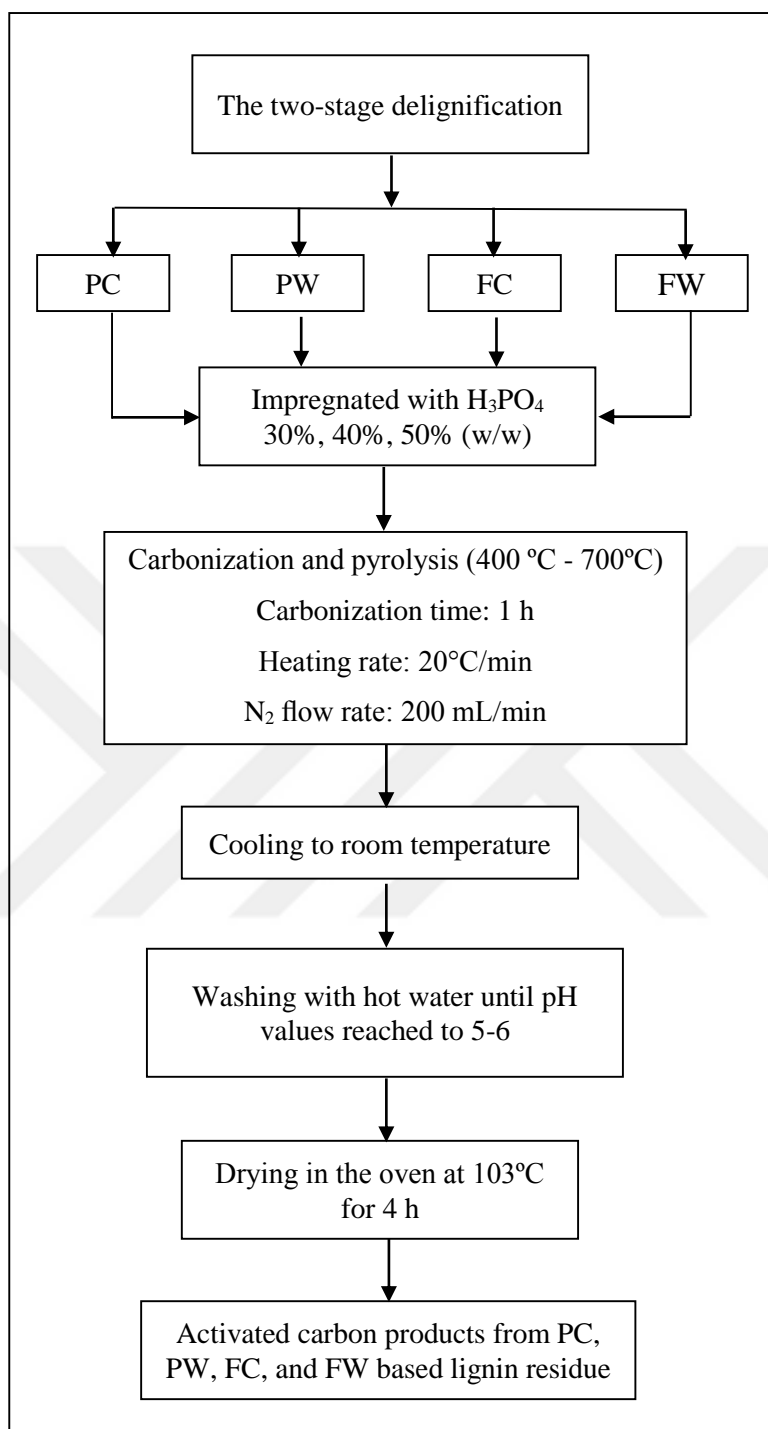 The two-stage delignification
PC
PW
FC
FW
Impregnated with H₃PO₄
30%, 40%, 50% (w/w)
Carbonization and pyrolysis (400 ºC - 700ºC)
Carbonization time: 1 h
Heating rate: 20°C/min
N₂ flow rate: 200 mL/min
Cooling to room temperature
Washing with hot water until pH
values reached to 5-6
Drying in the oven at 103ºC
for 4 h
Activated carbon products from PC,
PW, FC, and FW based lignin residue